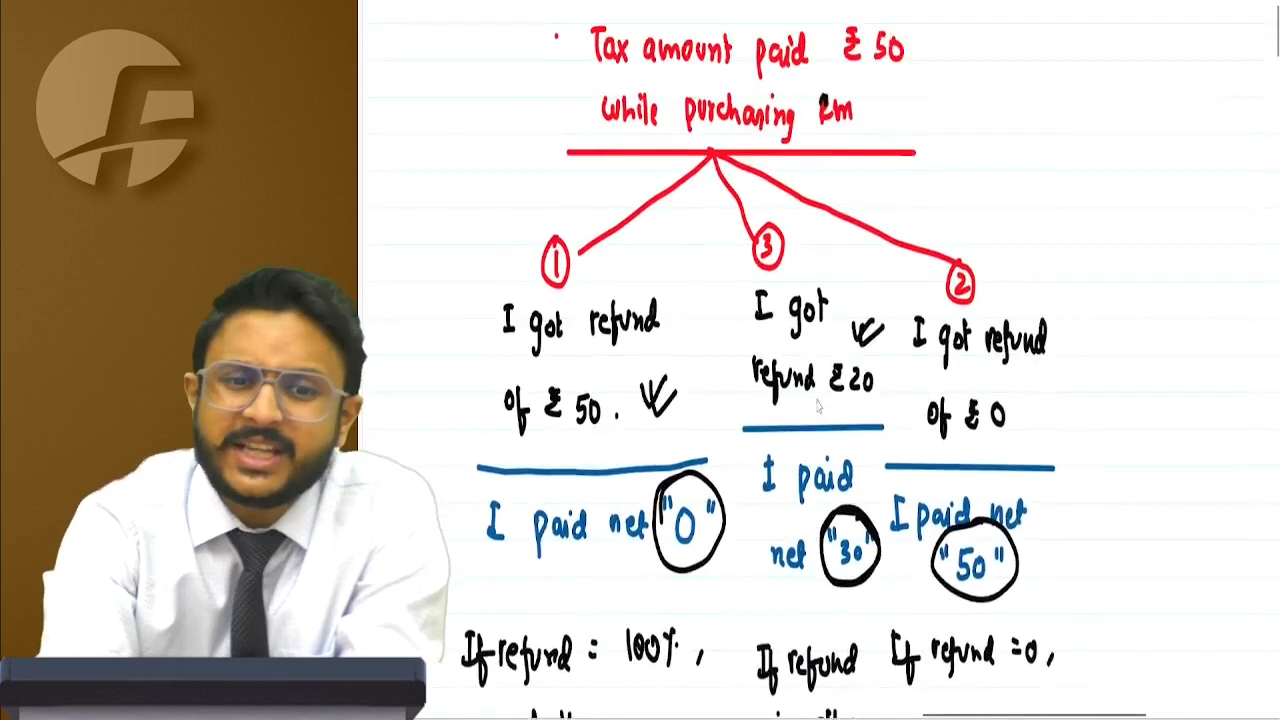 Tax amount paid ₹ 50
while purchasing RM
①
③
②
I got refund
of ₹ 50.
I got
refund ₹20
I got refund
of ₹ 0
I paid net "0"
I paid
net "30"
I paid net
"50"
If refund = 100%,
If refund
If refund =0,